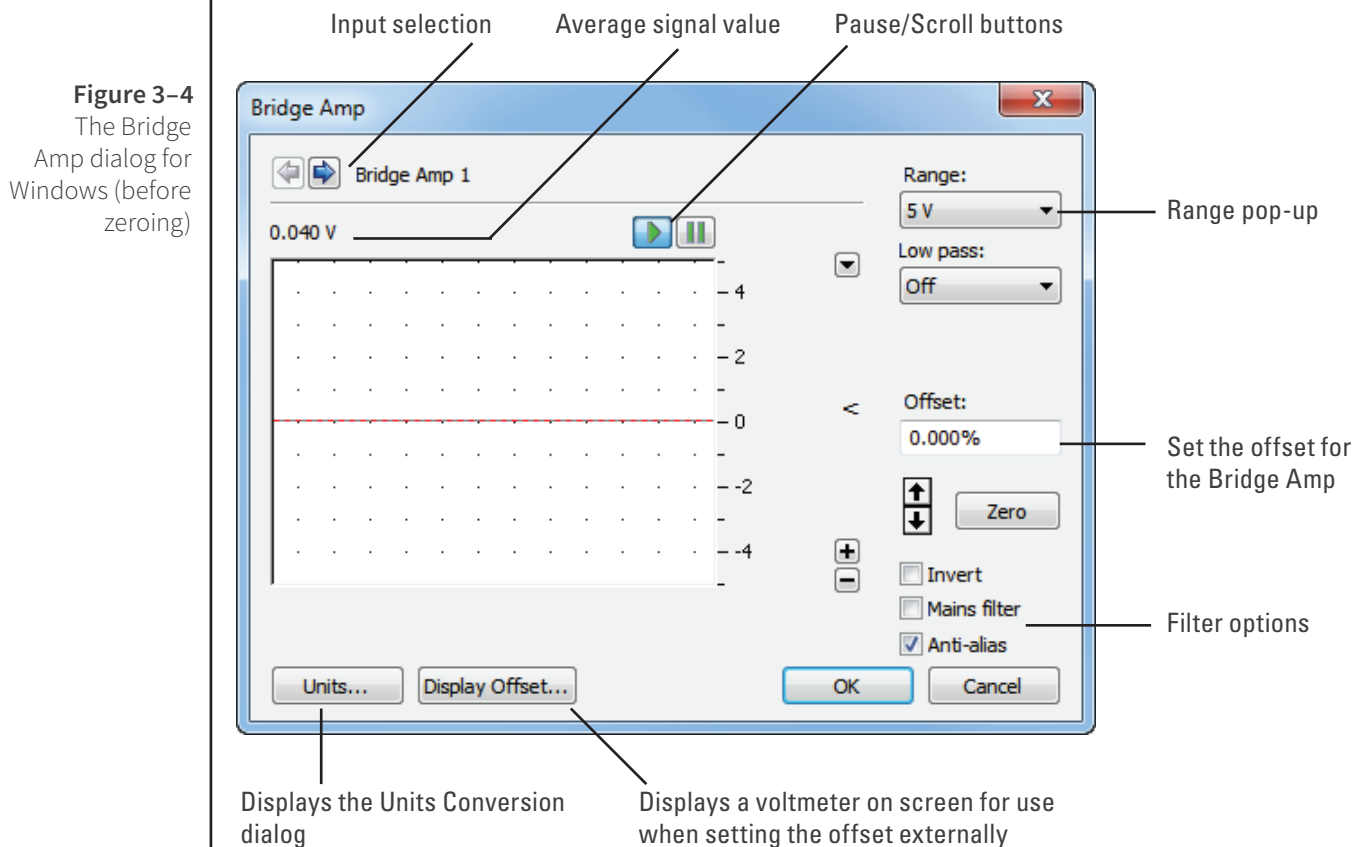 Input selection
Average signal value
Pause/Scroll buttons
Figure 3–4
The Bridge
Amp dialog for
Windows (before
zeroing)
Bridge Amp
Bridge Amp 1
0.040 V
4
2
0
-2
-4
<
Range:
5 V
Low pass:
Off
Offset:
0.000%
Zero
Invert
Mains filter
Anti-alias
Units...
Display Offset...
OK
Cancel
Range pop-up
Set the offset for
the Bridge Amp
Filter options
Displays the Units Conversion
dialog
Displays a voltmeter on screen for use
when setting the offset externally